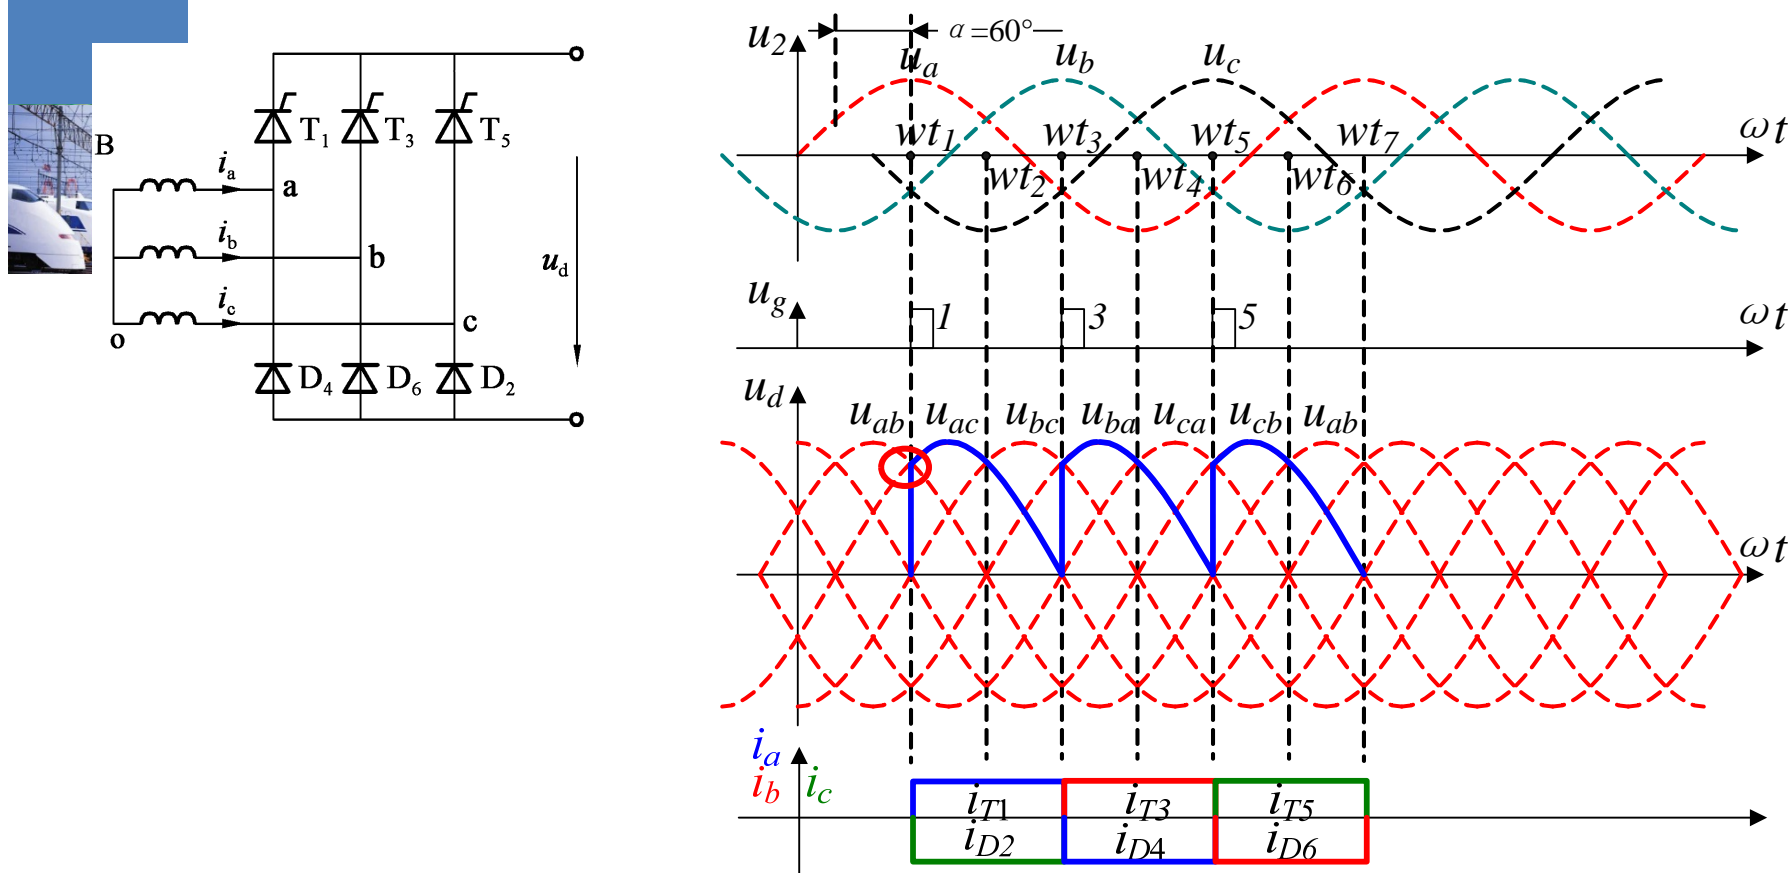 B
T1 T3 T5
ia a
ib b
ic c
o
ud
D4 D6 D2
u2 α=60°
ua ub uc
wt1 wt3 wt5 wt7 ωt
wt2 wt4 wt6
ug 1 3 5 ωt
ud
uab uac ubc uba uca ucb uab
ωt
ia
ib ic
iT1 iT3 iT5
iD2 iD4 iD6